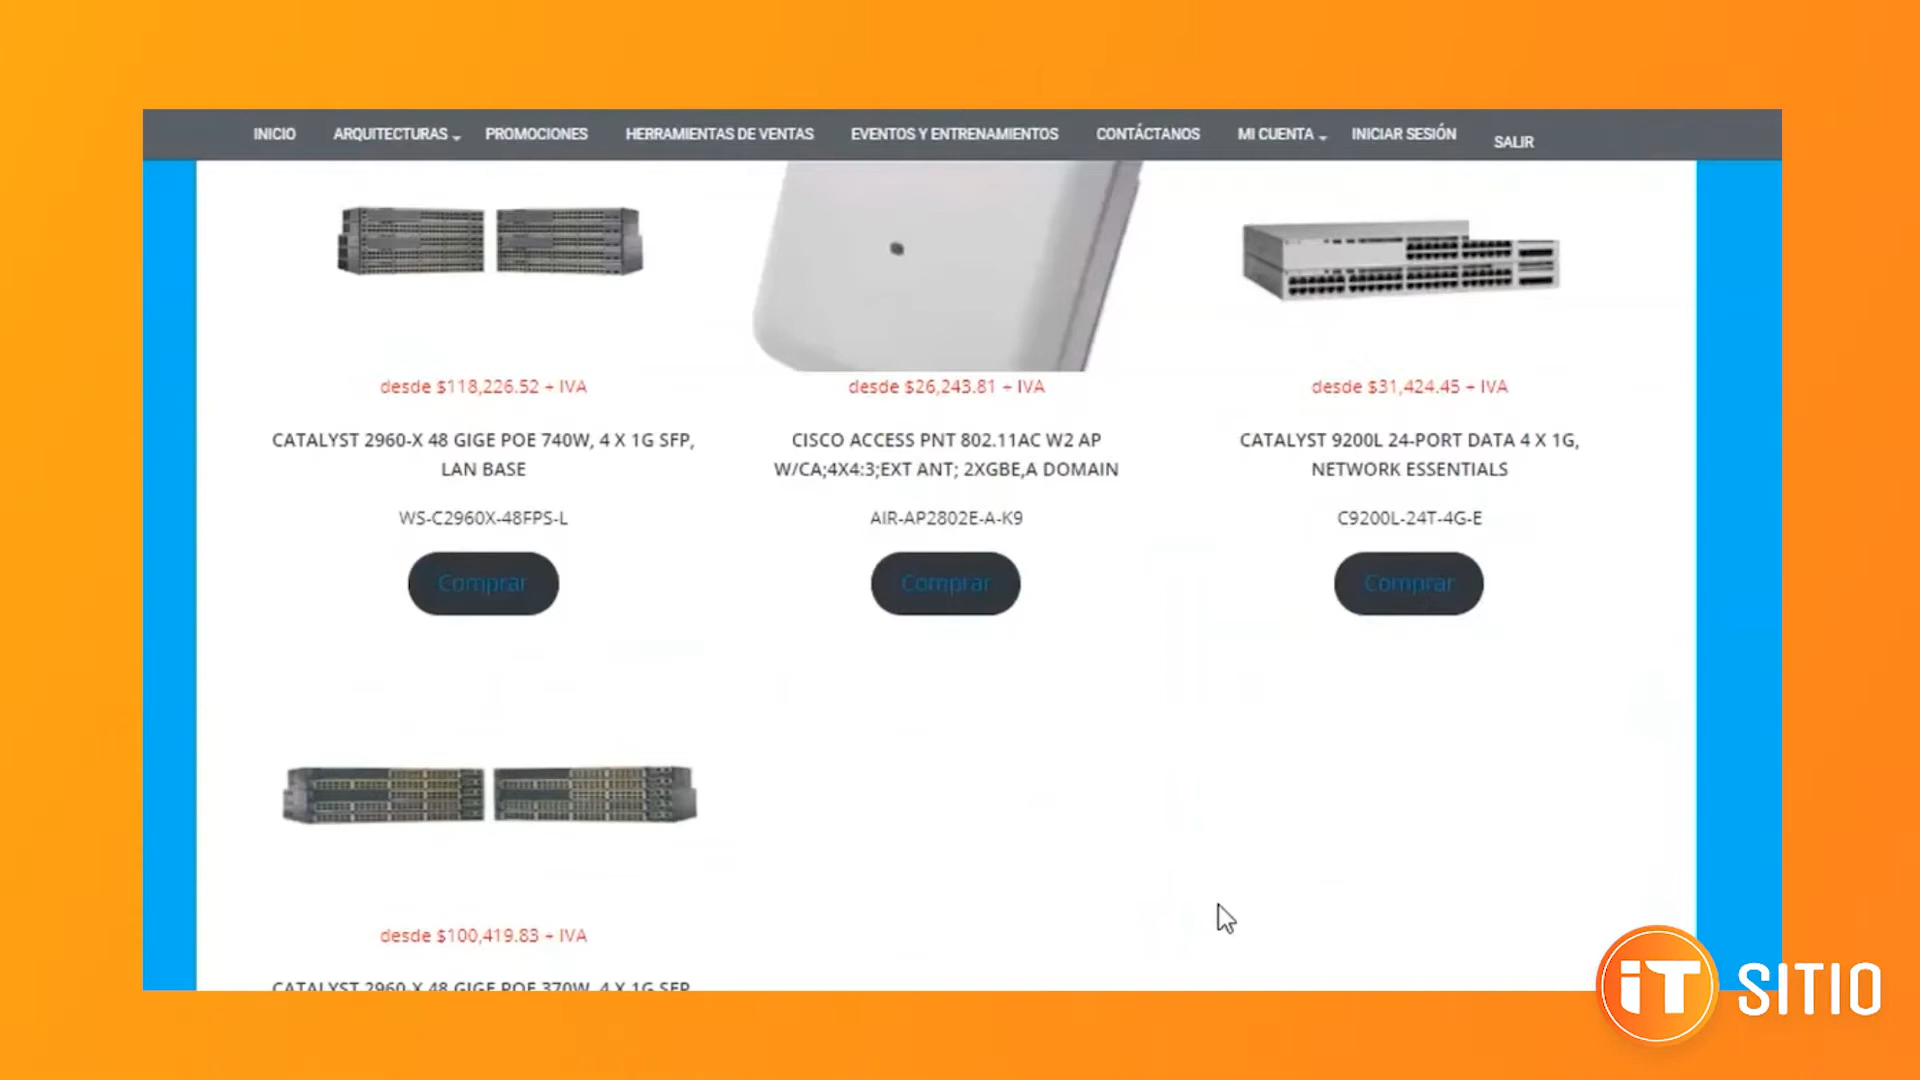 INICIO ARQUITECTURAS PROMOCIONES HERRAMIENTAS DE VENTAS EVENTOS Y ENTRENAMIENTOS CONTÁCTANOS MI CUENTA INICIAR SESIÓN SALIR
desde $118,226.52 + IVA
CATALYST 2960-X 48 GIGE POE 740W, 4 X 1G SFP,
LAN BASE
WS-C2960X-48FPS-L
Comprar
desde $26,243.81 + IVA
CISCO ACCESS PNT 802.11AC W2 AP
W/CA;4X4:3;EXT ANT; 2XGBE,A DOMAIN
AIR-AP2802E-A-K9
Comprar
desde $31,424.45 + IVA
CATALYST 9200L 24-PORT DATA 4 X 1G,
NETWORK ESSENTIALS
C9200L-24T-4G-E
Comprar
desde $100,419.83 + IVA
CATALYST 2960-X 48 GIGE POE 370W, 4 X 1G SFP,
iT SITIO